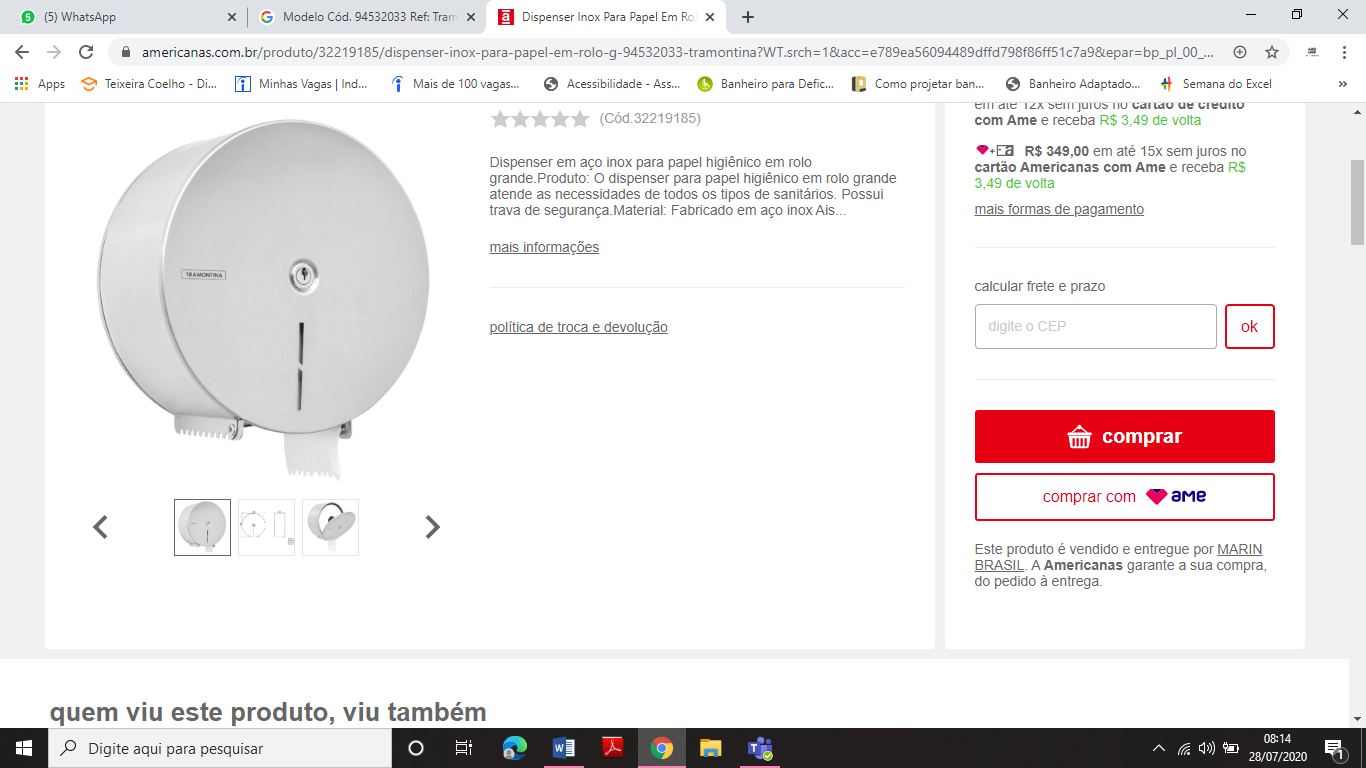 (5) WhatsApp
Modelo Cód. 94532033 Ref: Tram
Dispenser Inox Para Papel Em Ro
americanas.com.br/produto/32219185/dispenser-inox-para-papel-em-rolo-g-94532033-tramontina?WT.srch=1&acc=e789ea56094489dffd798f86ff51c7a9&epar=bp_pl_00_...
Apps
Teixeira Coelho - Di...
Minhas Vagas | Ind...
Mais de 100 vagas...
Acessibilidade - Ass...
Banheiro para Defic...
Como projetar ban...
Banheiro Adaptado...
Semana do Excel
»
TRAMONTINA
(Cód.32219185)
Dispenser em aço inox para papel higiênico em rolo
grande.Produto: O dispenser para papel higiênico em rolo grande
atende as necessidades de todos os tipos de sanitários. Possui
trava de segurança.Material: Fabricado em aço inox Ais...
mais informações
política de troca e devolução
em até 12x sem juros no cartão de crédito
com Ame e receba R$ 3,49 de volta
R$ 349,00 em até 15x sem juros no
cartão Americanas com Ame e receba R$
3,49 de volta
mais formas de pagamento
calcular frete e prazo
digite o CEP
ok
comprar
comprar com ame
Este produto é vendido e entregue por MARIN
BRASIL. A Americanas garante a sua compra,
do pedido à entrega.
quem viu este produto, viu também
Digite aqui para pesquisar
08:14
28/07/2020
1